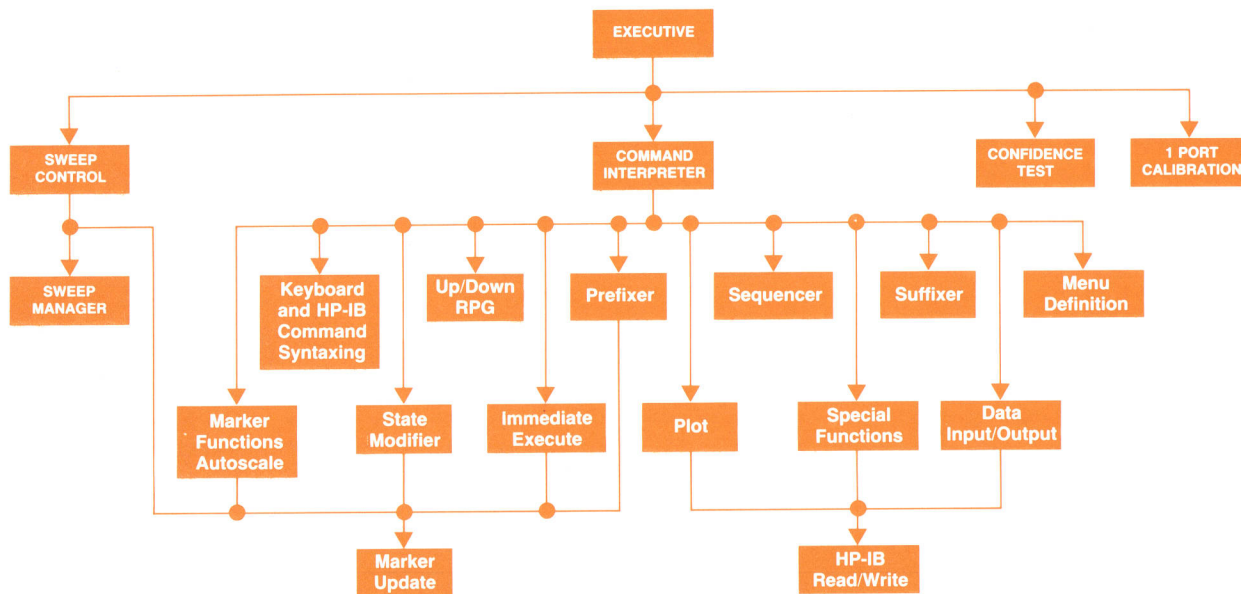 EXECUTIVE
SWEEP
CONTROL
COMMAND
INTERPRETER
CONFIDENCE
TEST
1 PORT
CALIBRATION
SWEEP
MANAGER
Keyboard
and HP-IB
Command
Syntaxing
Up/Down
RPG
Prefixer
Sequencer
Suffixer
Menu
Definition
Marker
Functions
Autoscale
State
Modifier
Immediate
Execute
Plot
Special
Functions
Data
Input/Output
Marker
Update
HP-IB
Read/Write